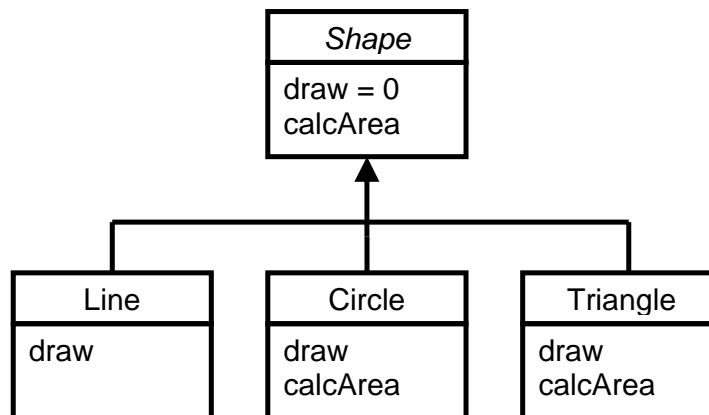 Shape
draw = 0
calcArea
Line
draw
Circle
draw
calcArea
Triangle
draw
calcArea